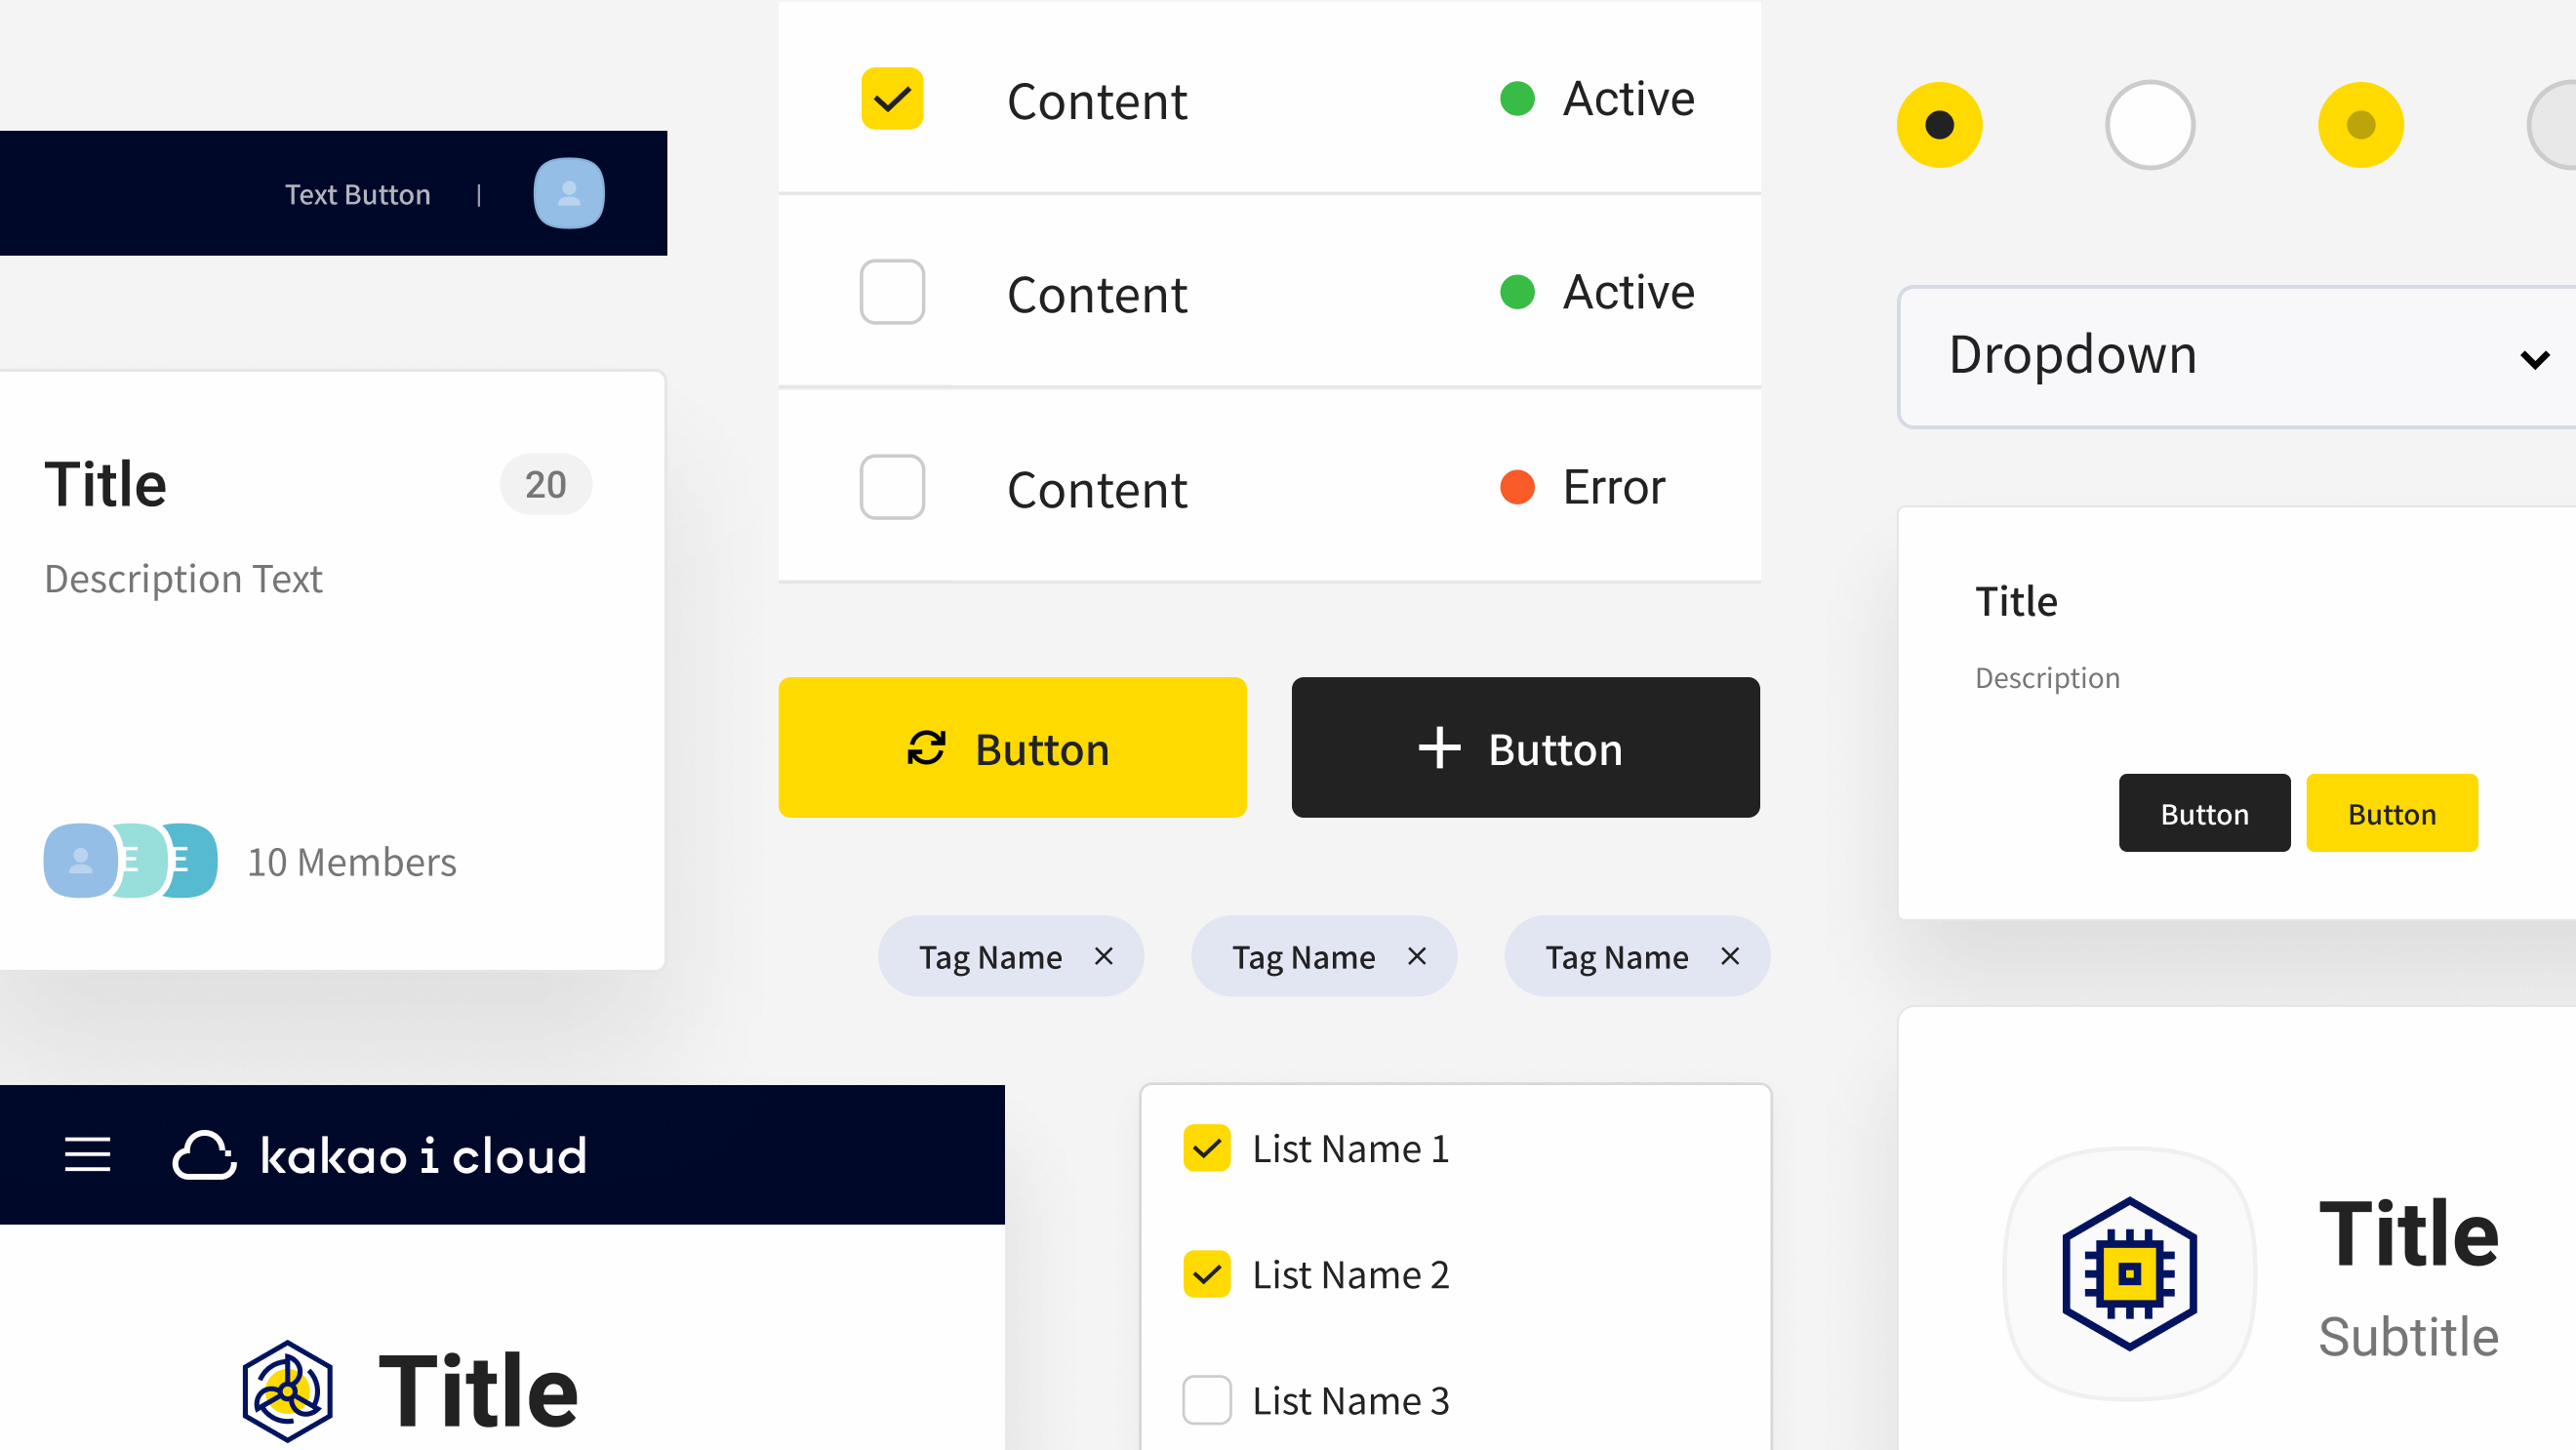 Text Button |
Title
20
Description Text
E E
10 Members
kakao i cloud
Title
Content
Active
Content
Active
Content
Error
Button
Button
Tag Name
Tag Name
Tag Name
List Name 1
List Name 2
List Name 3
Dropdown
Title
Description
Button
Button
Title
Subtitle